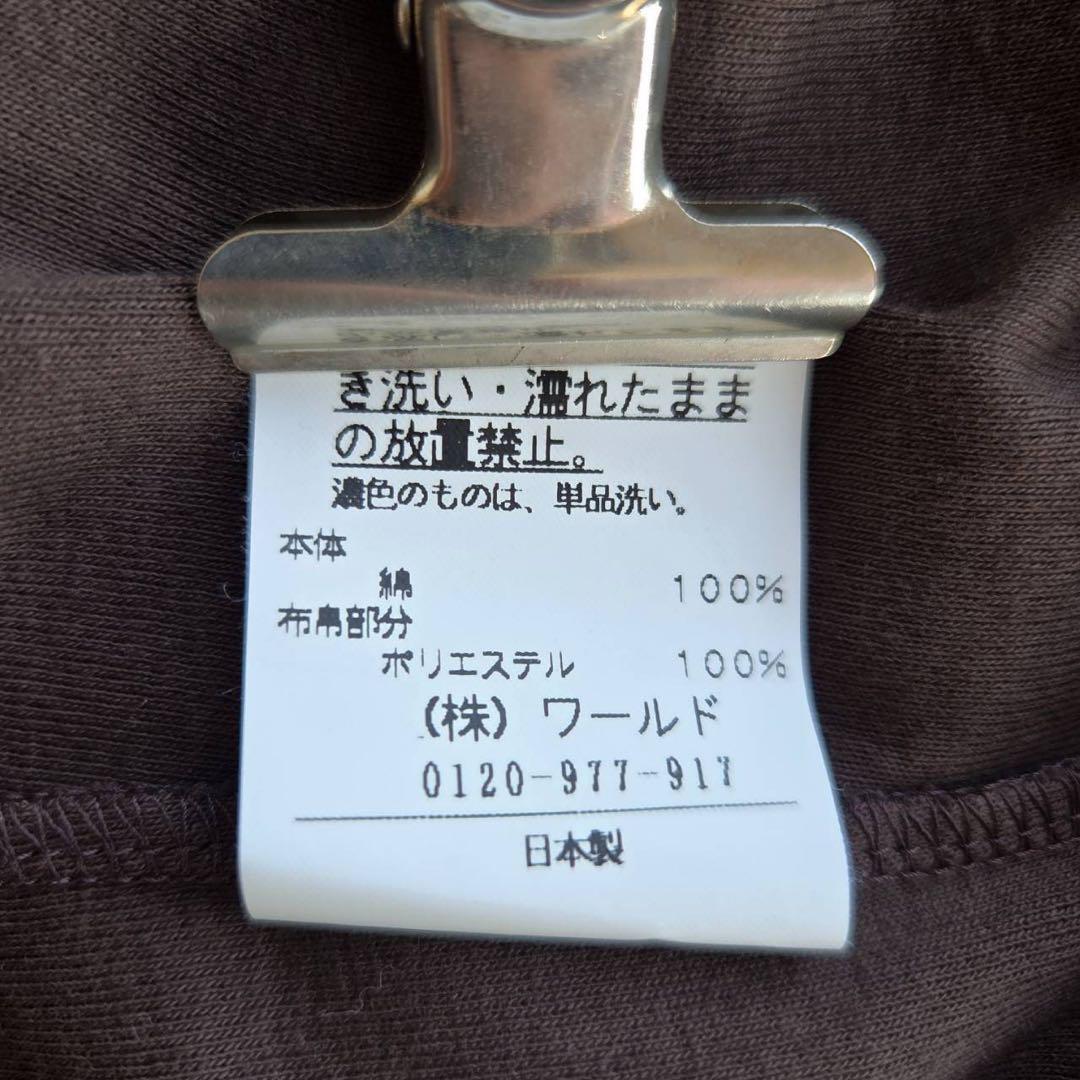 き洗い・濡れたまま
の放置禁止。
濃色のものは、単品洗い。
本体
綿 100%
布帛部分
ポリエステル 100%
(株) ワールド
0120-977-917
日本製